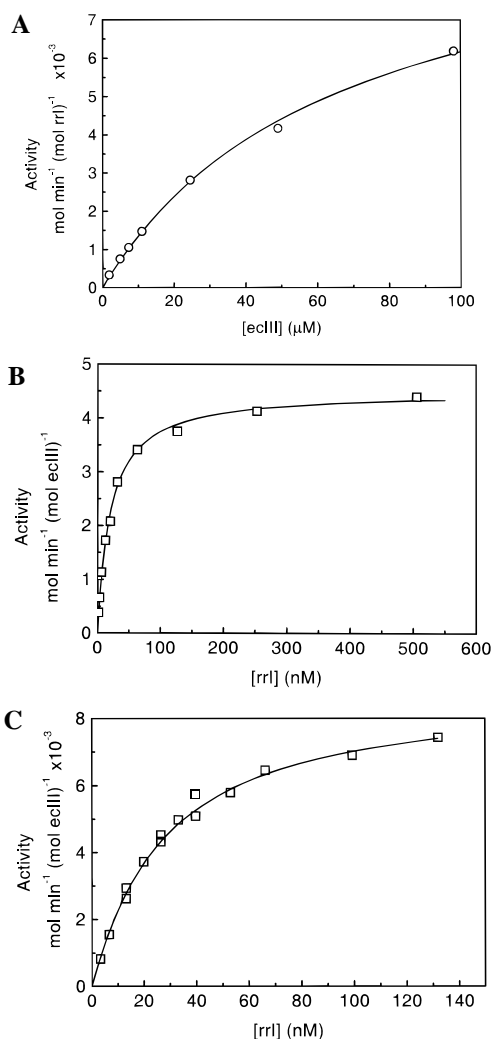 A
7
6
5
4
3
2
1
0
Activity
mol min⁻¹ (mol rrI)⁻¹ x10⁻³
0 20 40 60 80 100
[ecIII] (μM)
B
5
4
3
2
1
0
Activity
mol min⁻¹ (mol ecIII)⁻¹
0 100 200 300 400 500 600
[rrI] (nM)
C
8
6
4
2
0
Activity
mol mIn⁻¹ (mol ecIII)⁻¹ x10⁻³
0 20 40 60 80 100 120 140
[rrI] (nM)